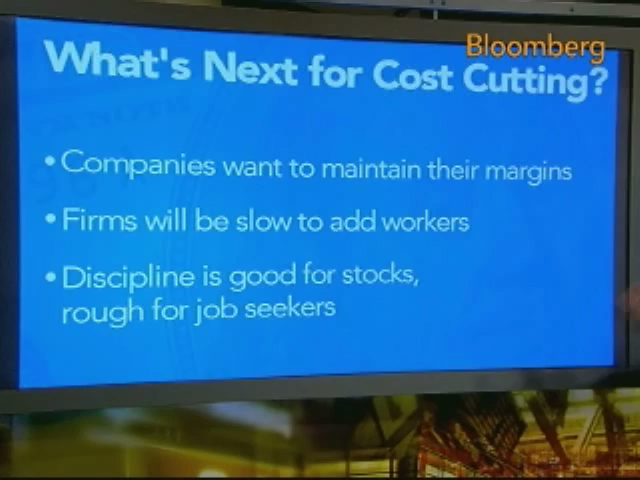 Bloomberg
What's Next for Cost Cutting?
• Companies want to maintain their margins
• Firms will be slow to add workers
• Discipline is good for stocks,
rough for job seekers